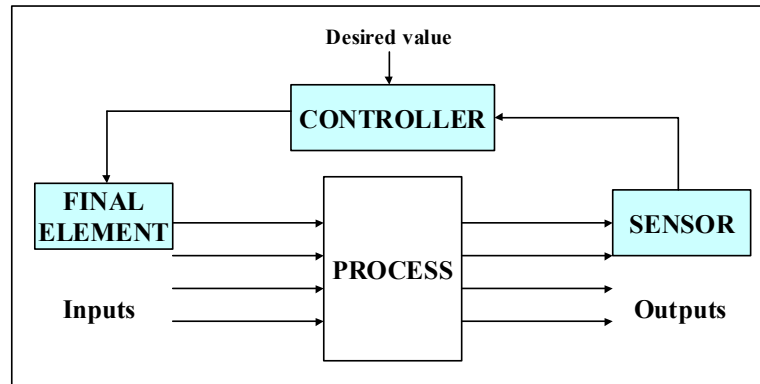 Desired value
CONTROLLER
FINAL
ELEMENT
PROCESS
SENSOR
Inputs
Outputs